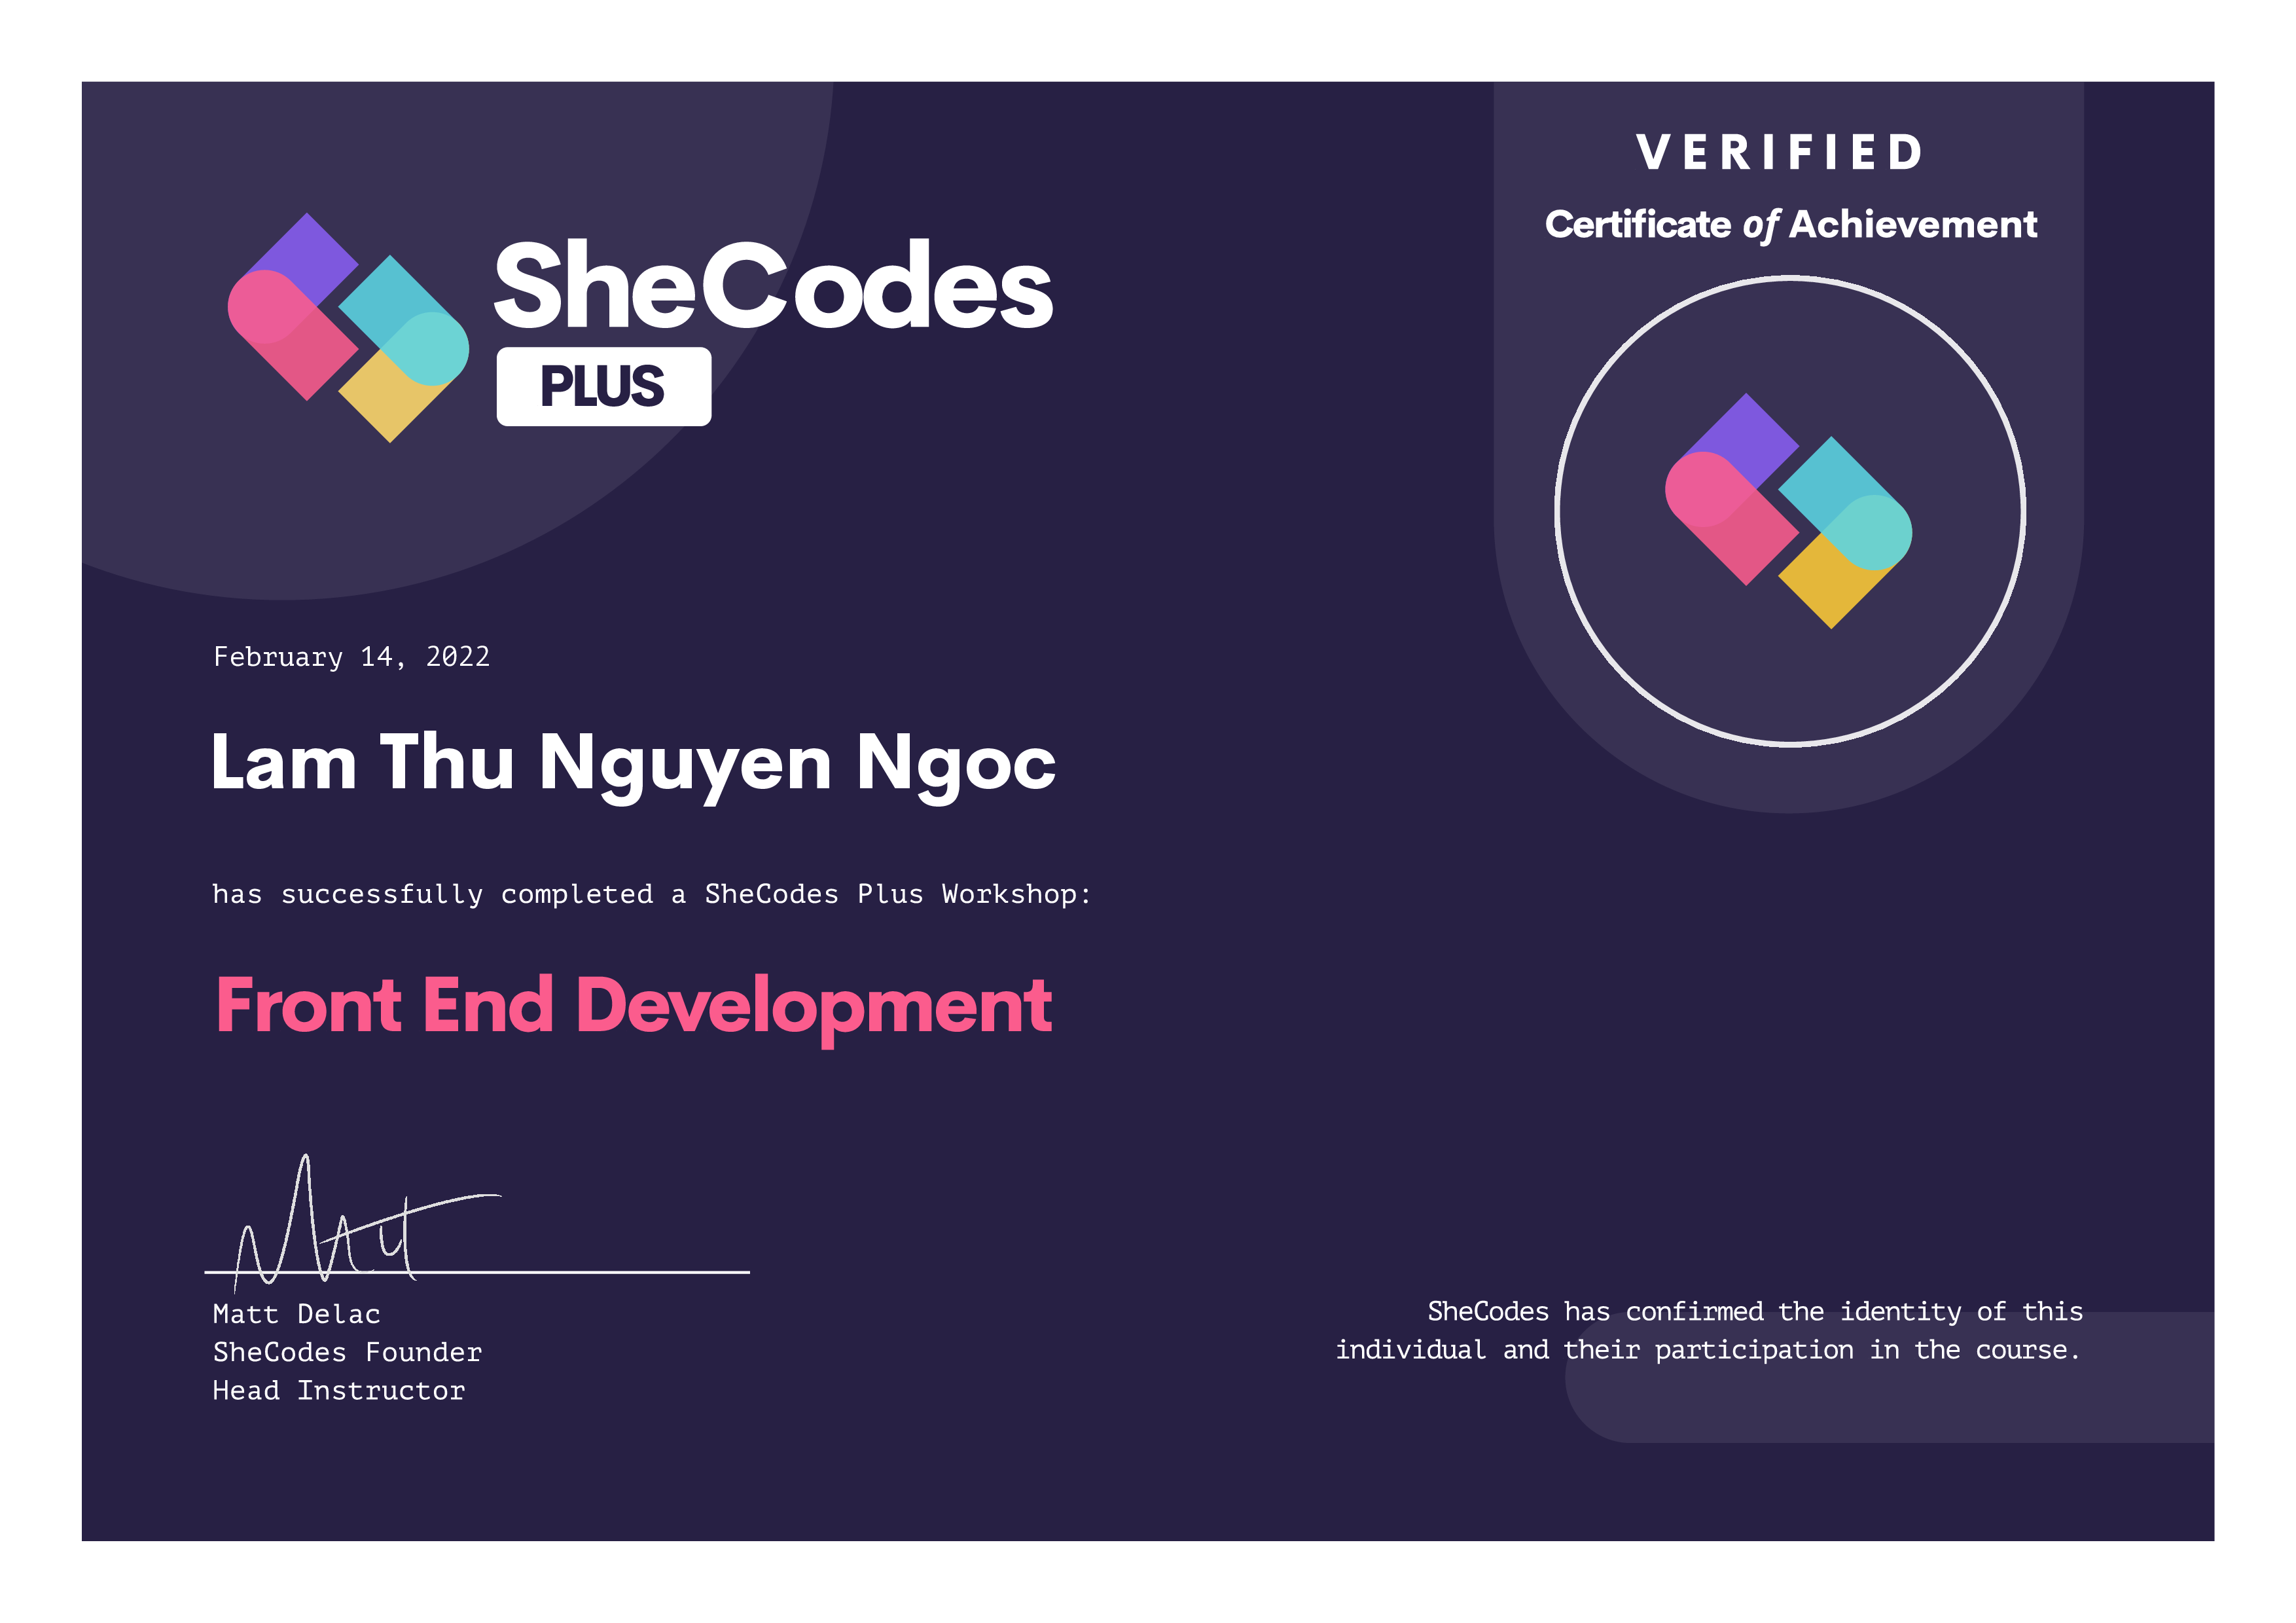 SheCodes
PLUS
VERIFIED
Certificate of Achievement
February 14, 2022
Lam Thu Nguyen Ngoc
has successfully completed a SheCodes Plus Workshop:
Front End Development
Matt
Matt Delac
SheCodes Founder
Head Instructor
SheCodes has confirmed the identity of this
individual and their participation in the course.